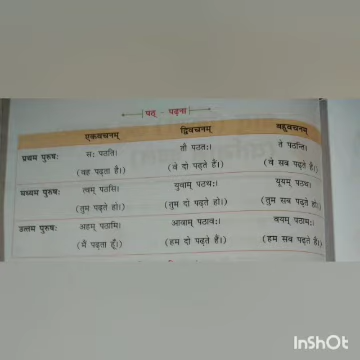 पठ् - पढ़ना
एकवचनम् द्विवचनम् बहुवचनम्
प्रथम पुरुषः सः पठति। तौ पठतः। ते पठन्ति।
(वह पढ़ता है।) (वे दो पढ़ते हैं।) (वे सब पढ़ते हैं।)
मध्यम पुरुषः त्वम् पठसि। युवाम् पठथः। यूयम् पठथ।
(तुम पढ़ते हो।) (तुम दो पढ़ते हो।) (तुम सब पढ़ते हो।)
उत्तम पुरुषः अहम् पठामि। आवाम् पठावः। वयम् पठामः।
(मैं पढ़ता हूँ।) (हम दो पढ़ते हैं।) (हम सब पढ़ते हैं।)
InShOt